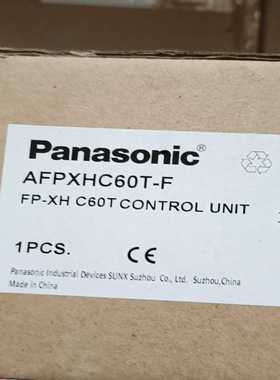 Panasonic®
AFPXHC60T-F
FP-XH C60T CONTROL UNIT
1PCS. CE
Panasonic Industrial Devices SUNX Suzhou Co., Ltd. Suzhou,China
Made in China